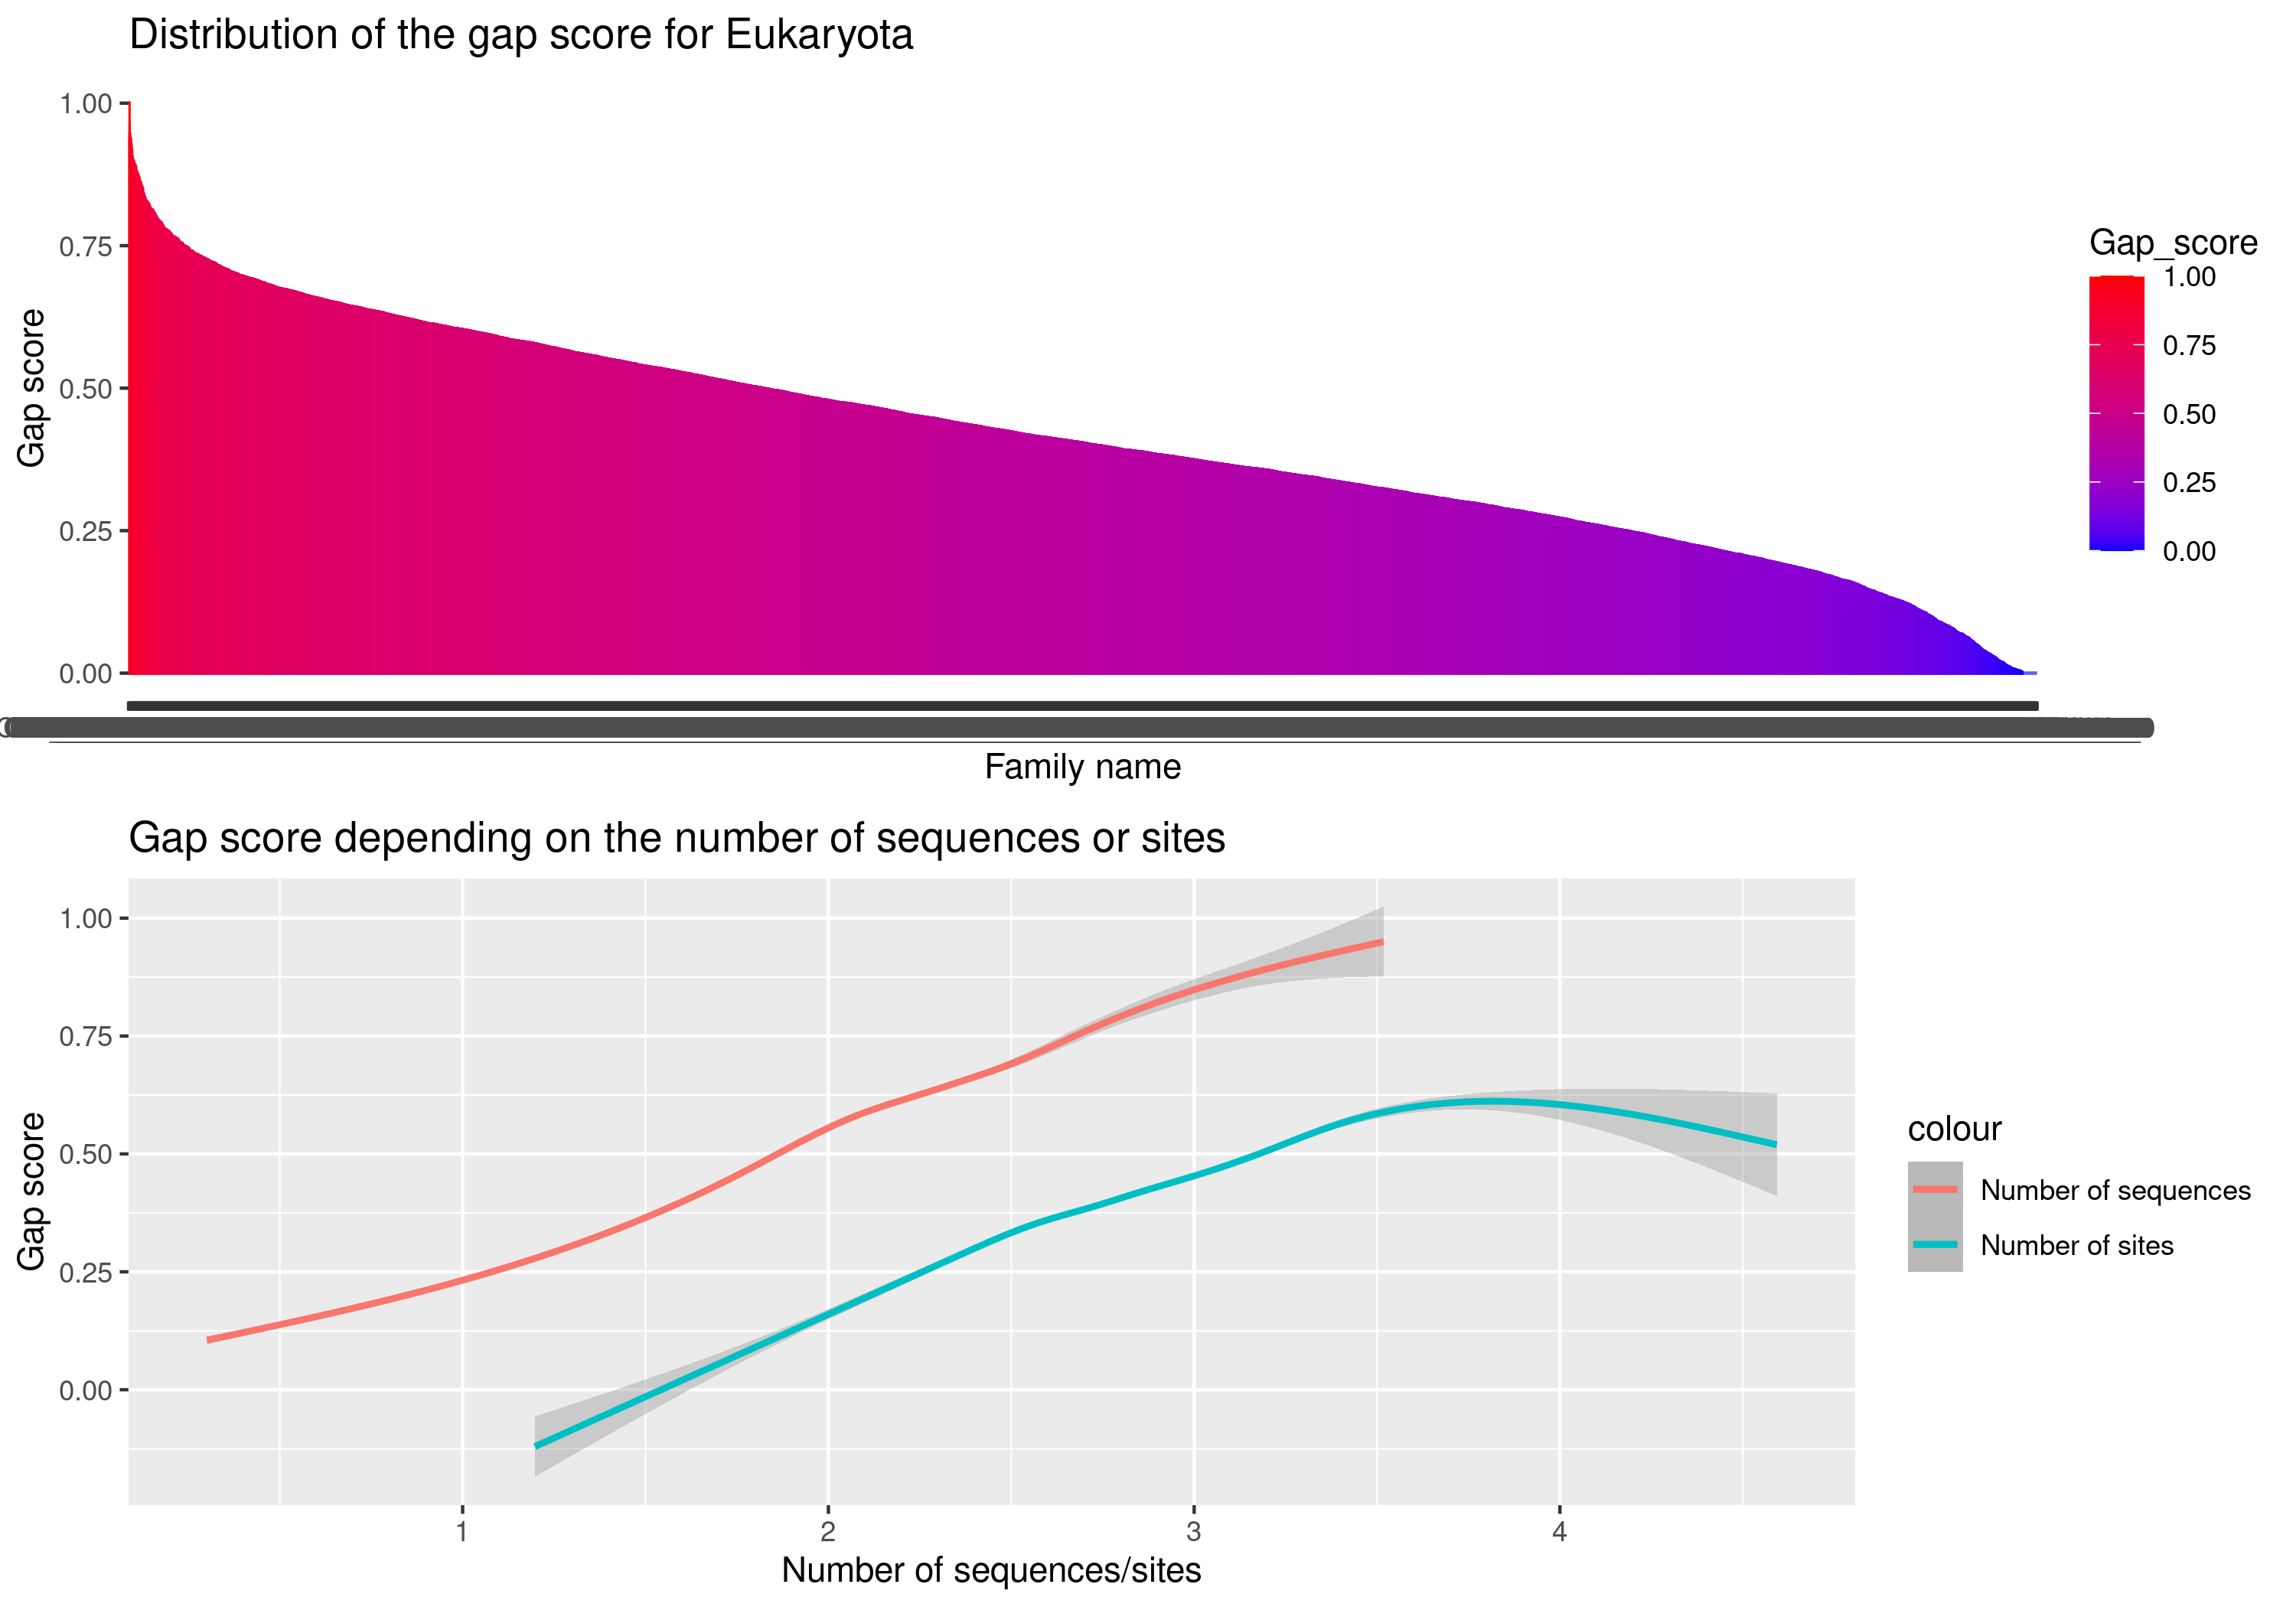 Distribution of the gap score for Eukaryota
1.00
0.75
0.50
0.25
0.00
Gap score
Family name
Gap_score
1.00
0.75
0.50
0.25
0.00
Gap score depending on the number of sequences or sites
1.00
0.75
0.50
0.25
0.00
Gap score
1 2 3 4
Number of sequences/sites
colour
Number of sequences
Number of sites